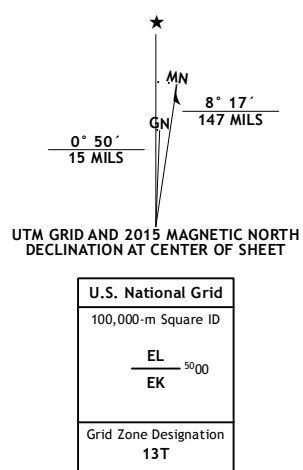 ★
MN
GN
8° 17´
147 MILS
0° 50´
15 MILS
UTM GRID AND 2015 MAGNETIC NORTH
DECLINATION AT CENTER OF SHEET
U.S. National Grid
100,000-m Square ID
EL
5000
EK
Grid Zone Designation
13T